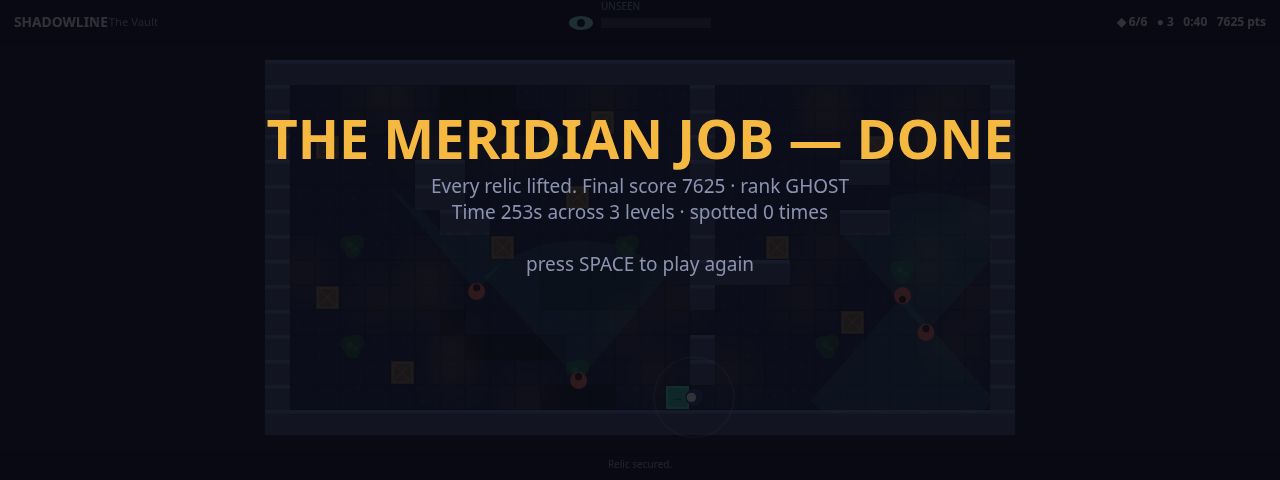 UNSEEN
SHADOWLINE The Vault
◆ 6/6 ● 3 0:40 7625 pts
THE MERIDIAN JOB — DONE
Every relic lifted. Final score 7625 · rank GHOST
Time 253s across 3 levels · spotted 0 times
press SPACE to play again
Relic secured.